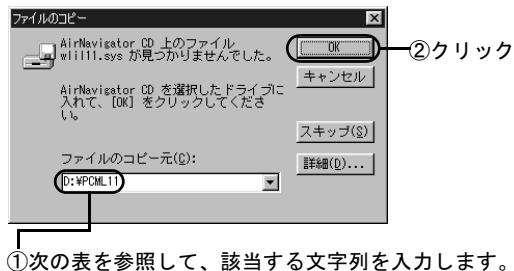 ファイルのコピー
AirNavigator CD 上のファイル
wlil11.sys が見つかりませんでした。
AirNavigator CD を選択したドライブに
入れて、[OK] をクリックしてくださ
い。
ファイルのコピー元(C):
D:¥PCML11
OK
キャンセル
スキップ(S)
詳細(D)...
②クリック
①次の表を参照して、該当する文字列を入力します。